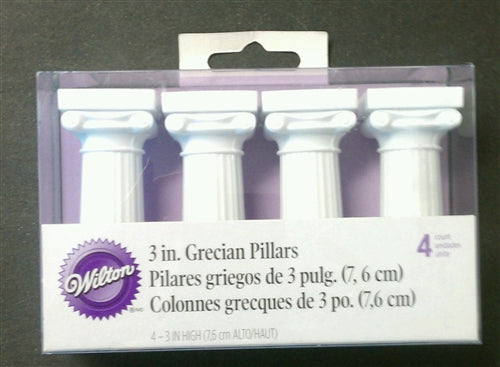 3 in. Grecian Pillars
Pilares griegos de 3 pulg. (7, 6 cm)
Colonnes grecques de 3 po. (7,6 cm)
4 – 3 IN HIGH (7,6 cm ALTO/HAUT)
4
count
unidades
unité
Wilton